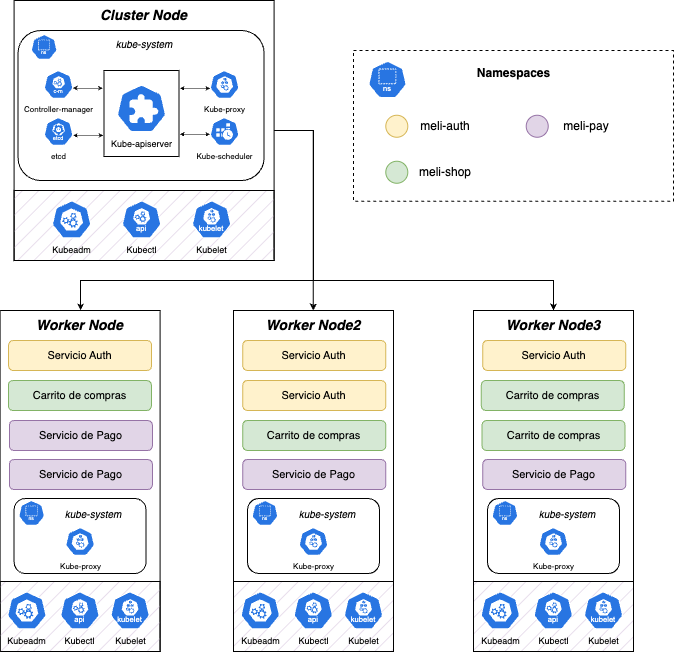 Cluster Node
ns
kube-system
c-m
Controller-manager
Kube-proxy
Kube-apiserver
etcd
etcd
Kube-scheduler
api
kubelet
Kubeadm
Kubectl
Kubelet
ns
Namespaces
meli-auth
meli-pay
meli-shop
Worker Node
Servicio Auth
Carrito de compras
Servicio de Pago
Servicio de Pago
ns
kube-system
Kube-proxy
api
kubelet
Kubeadm
Kubectl
Kubelet
Worker Node2
Servicio Auth
Servicio Auth
Carrito de compras
Servicio de Pago
ns
kube-system
Kube-proxy
api
kubelet
Kubeadm
Kubectl
Kubelet
Worker Node3
Servicio Auth
Carrito de compras
Carrito de compras
Servicio de Pago
ns
kube-system
Kube-proxy
api
kubelet
Kubeadm
Kubectl
Kubelet